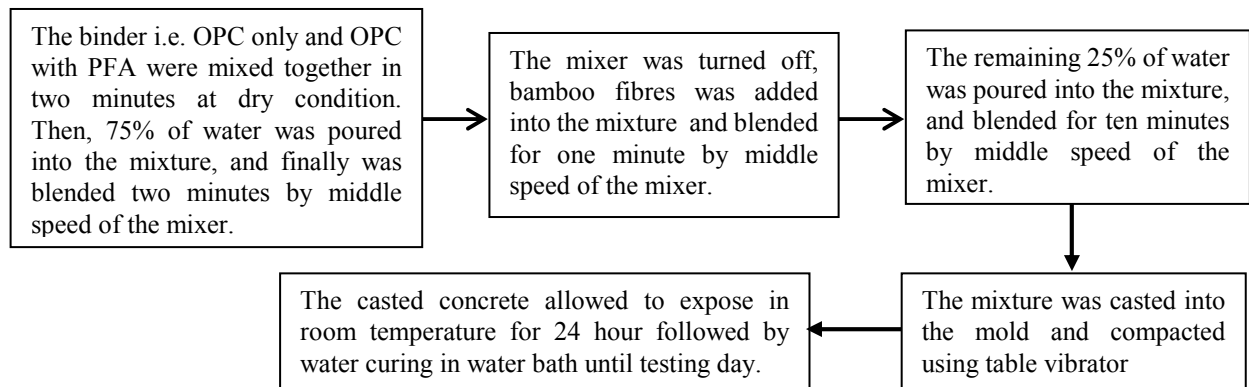 The binder i.e. OPC only and OPC
with PFA were mixed together in
two minutes at dry condition.
Then, 75% of water was poured
into the mixture, and finally was
blended two minutes by middle
speed of the mixer.
The mixer was turned off,
bamboo fibres was added
into the mixture and blended
for one minute by middle
speed of the mixer.
The remaining 25% of water
was poured into the mixture,
and blended for ten minutes
by middle speed of the
mixer.
The mixture was casted into
the mold and compacted
using table vibrator
The casted concrete allowed to expose in
room temperature for 24 hour followed by
water curing in water bath until testing day.